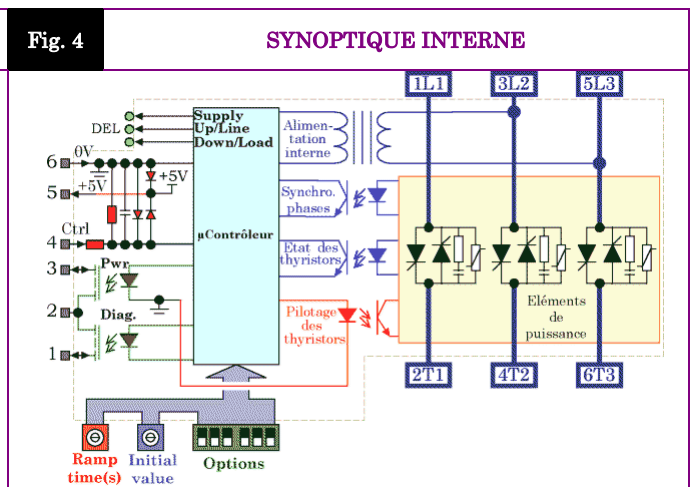 Fig. 4
SYNOPTIQUE INTERNE
1L1
3L2
5L3
Supply
DEL
Up/Line
Down/Load
Alimen-
tation
interne
6
0V
+5V
5
+5V
Synchro.
phases
Ctrl
4
µContrôleur
Etat des
thyristors
3
Pwr
2
Diag.
1
Pilotage
des
thyristors
Eléments
de
puissance
2T1
4T2
6T3
Ramp
time(s)
Initial
value
Options